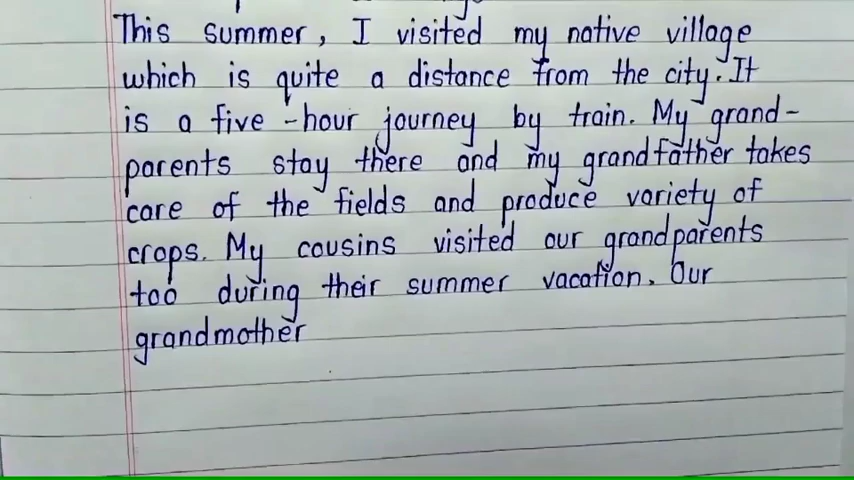 This summer, I visited my native village
which is quite a distance from the city. It
is a five-hour journey by train. My grand-
parents stay there and my grandfather takes
care of the fields and produce variety of
crops. My cousins visited our grandparents
too during their summer vacation. Our
grandmother